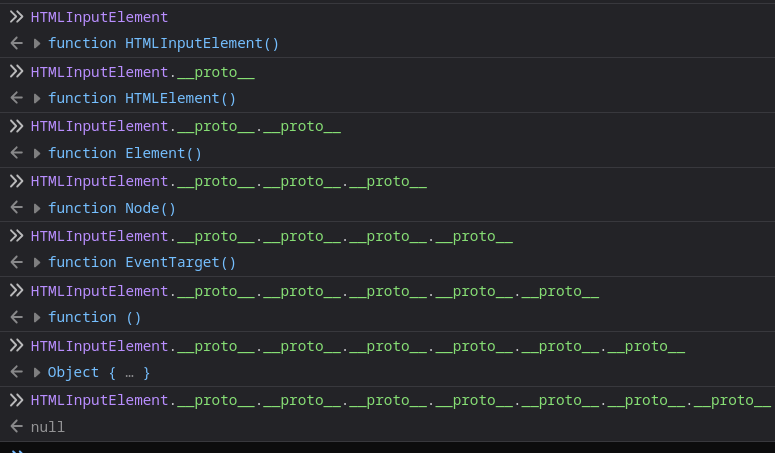 >> HTMLInputElement
← ▶ function HTMLInputElement()
>> HTMLInputElement.__proto__
← ▶ function HTMLElement()
>> HTMLInputElement.__proto__.__proto__
← ▶ function Element()
>> HTMLInputElement.__proto__.__proto__.__proto__
← ▶ function Node()
>> HTMLInputElement.__proto__.__proto__.__proto__.__proto__
← ▶ function EventTarget()
>> HTMLInputElement.__proto__.__proto__.__proto__.__proto__.__proto__
← ▶ function ()
>> HTMLInputElement.__proto__.__proto__.__proto__.__proto__.__proto__.__proto__
← ▶ Object { … }
>> HTMLInputElement.__proto__.__proto__.__proto__.__proto__.__proto__.__proto__.__proto__
← null